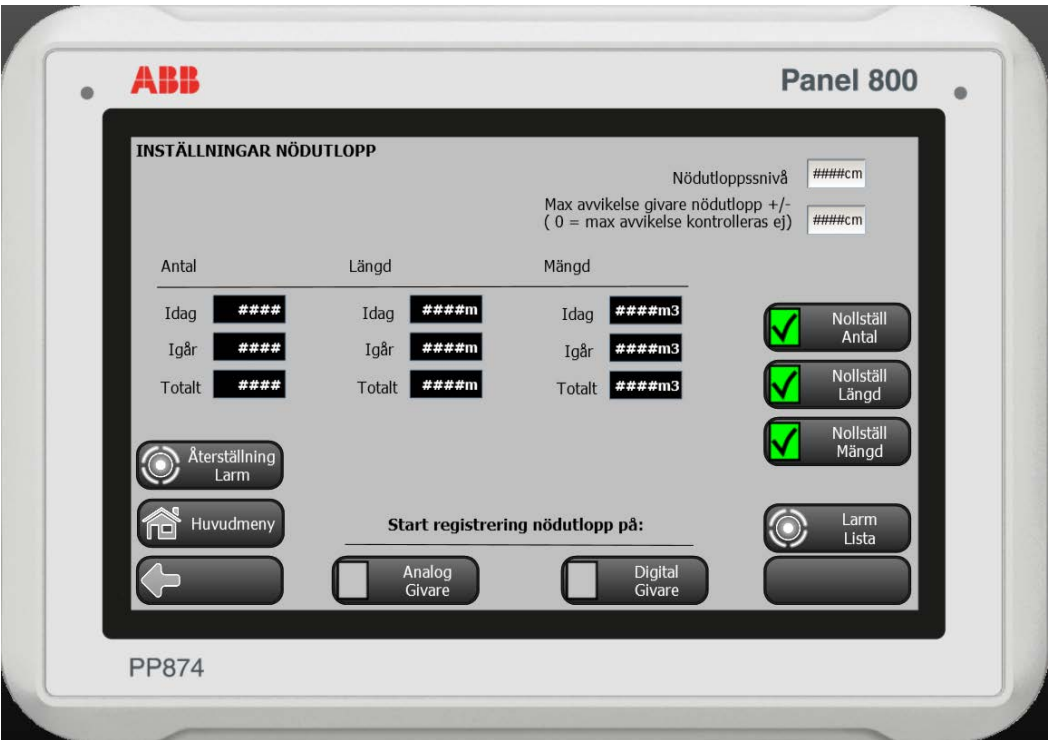 ABB
Panel 800
INSTÄLLNINGAR NÖDUTLOPP
Nödutloppssnivå ####cm
Max avvikelse givare nödutlopp +/-
( 0 = max avvikelse kontrolleras ej) ####cm
Antal Längd Mängd
Idag #### Idag ####m Idag ####m3
Igår #### Igår ####m Igår ####m3
Totalt #### Totalt ####m Totalt ####m3
Nollställ
Antal
Nollställ
Längd
Nollställ
Mängd
Återställning
Larm
Huvudmeny
Start registrering nödutlopp på:
Larm
Lista
Analog
Givare
Digital
Givare
PP874